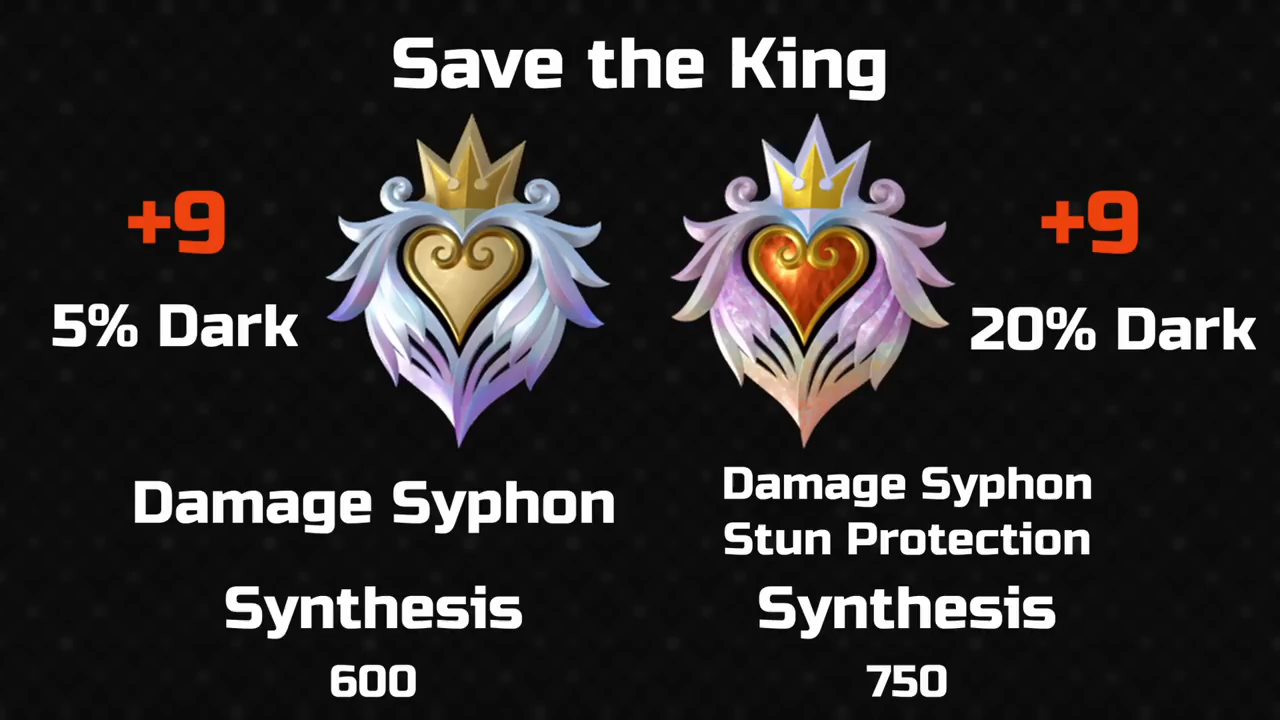 Save the King
+9
5% Dark
Damage Syphon
Synthesis
600
+9
20% Dark
Damage Syphon
Stun Protection
Synthesis
750